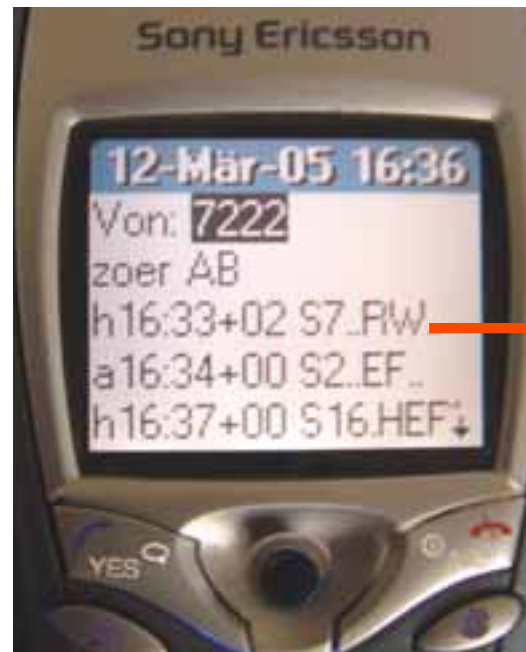 Sony Ericsson
12-Mär-05 16:36
Von: 7222
zoer AB
h16:33+02 S7..RW..
a16:34+00 S2..EF..
h16:37+00 S16.HEF
YES